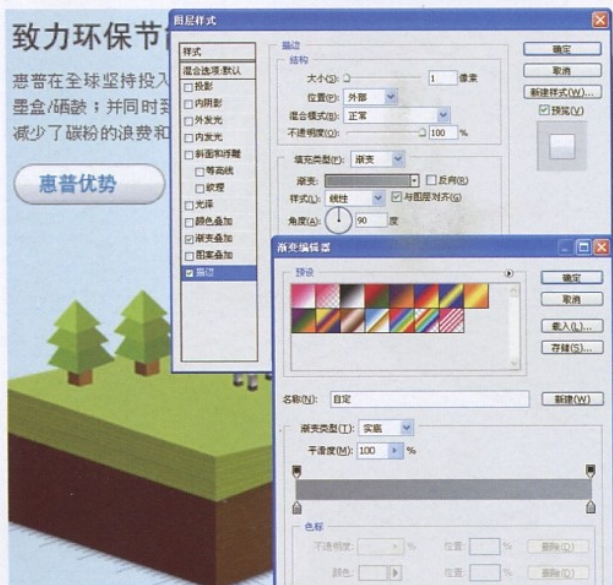 致力环保节
惠普在全球坚持投入
墨盒/硒鼓；并同时
减少了碳粉的浪费和
惠普优势
图层样式
样式
混合选项:默认
投影
内阴影
外发光
内发光
斜面和浮雕
等高线
纹理
光泽
颜色叠加
渐变叠加
图案叠加
描边
描边
结构
大小(S): 1 像素
位置(P): 外部
混合模式(B): 正常
不透明度(O): 100 %
填充类型(F): 渐变
渐变: 反向(R)
样式(L): 线性 与图层对齐(G)
角度(A): 90 度
确定
取消
新建样式(W)...
预览(V)
渐变编辑器
预设
确定
取消
载入(L)...
存储(S)...
名称(N): 自定 新建(W)
渐变类型(T): 实底
平滑度(M): 100 %
色标
不透明度: % 位置: % 删除(D)
颜色: 位置: % 删除(D)